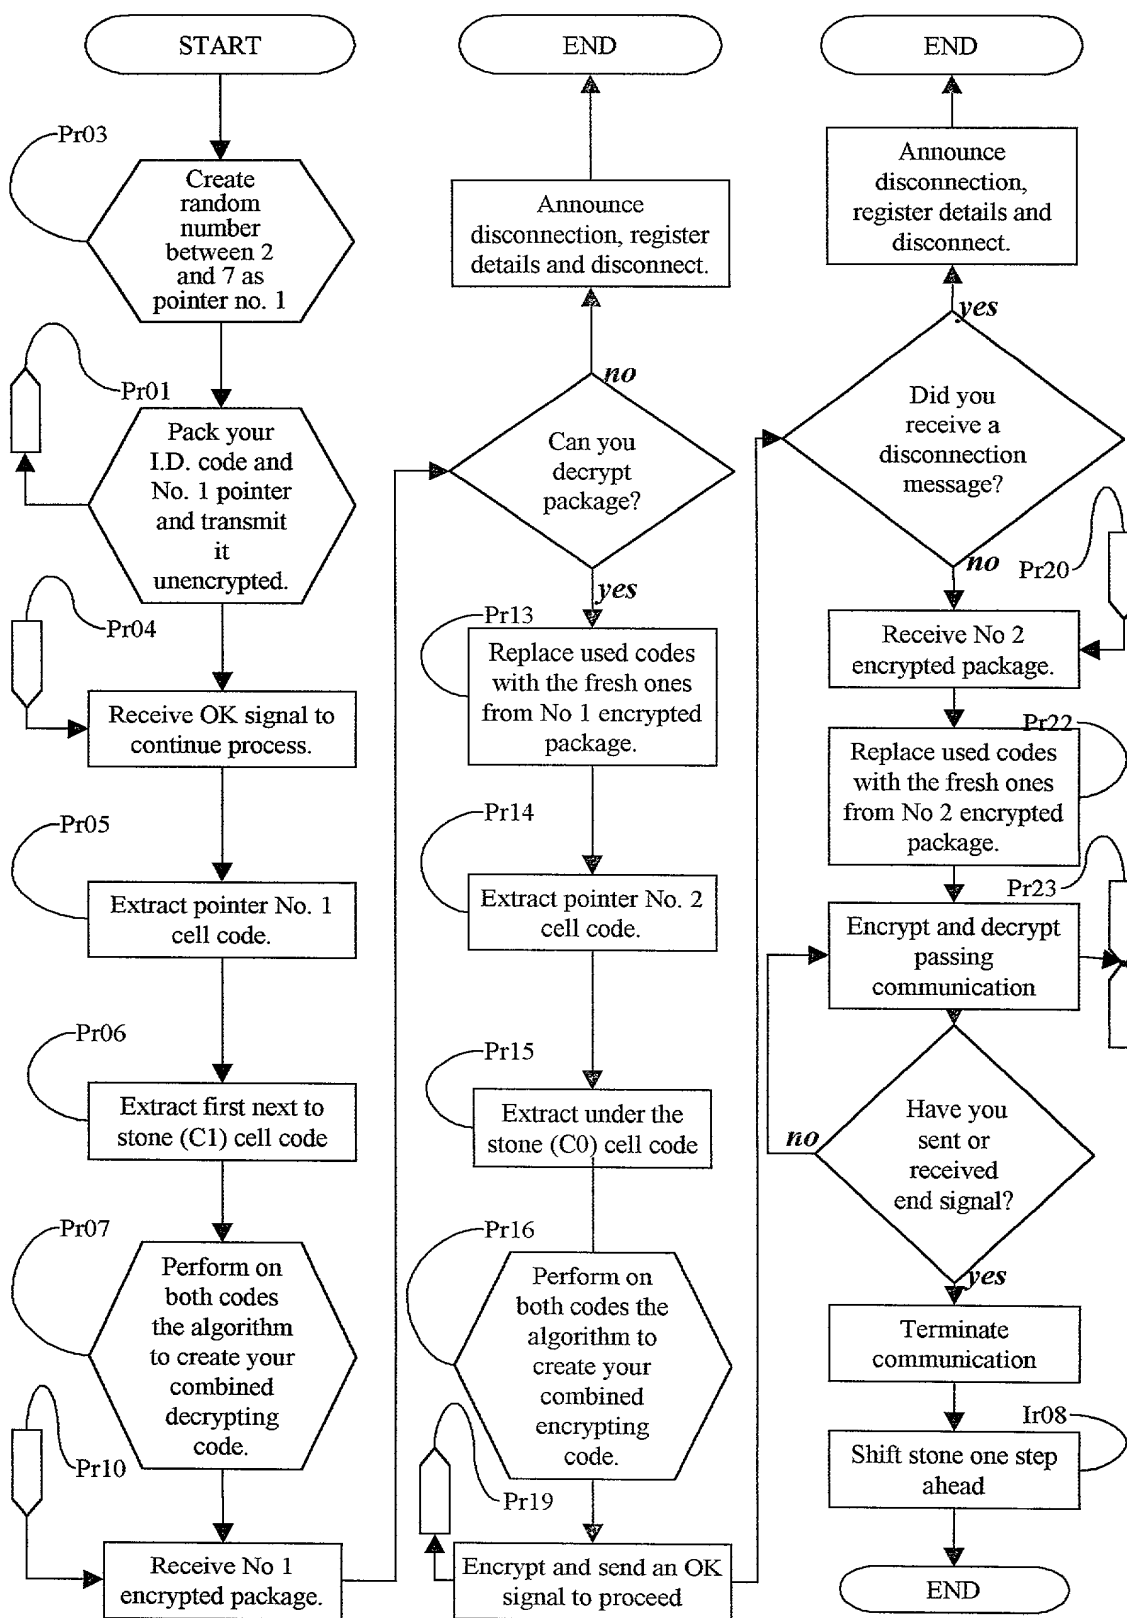 START
Pr03
Create
random
number
between 2
and 7 as
pointer no. 1
Pr01
Pack your
I.D. code and
No. 1 pointer
and transmit
it
unencrypted.
Pr04
Receive OK signal to
continue process.
Pr05
Extract pointer No. 1
cell code.
Pr06
Extract first next to
stone (C1) cell code
Pr07
Perform on
both codes
the algorithm
to create your
combined
decrypting
code.
Pr10
Receive No 1
encrypted package.
END
Announce
disconnection, register
details and disconnect.
no
Can you
decrypt
package?
yes
Pr13
Replace used codes
with the fresh ones
from No 1 encrypted
package.
Pr14
Extract pointer No. 2
cell code.
Pr15
Extract under the
stone (C0) cell code
Pr16
Perform on
both codes the
algorithm to
create your
combined
encrypting
code.
Pr19
Encrypt and send an OK
signal to proceed
END
Announce
disconnection,
register details and
disconnect.
yes
Did you
receive a
disconnection
message?
no
Pr20
Receive No 2
encrypted package.
Pr22
Replace used codes
with the fresh ones
from No 2 encrypted
package.
Pr23
Encrypt and decrypt
passing
communication
Have you
sent or
received
end signal?
no
yes
Terminate
communication
Ir08
Shift stone one step
ahead
END